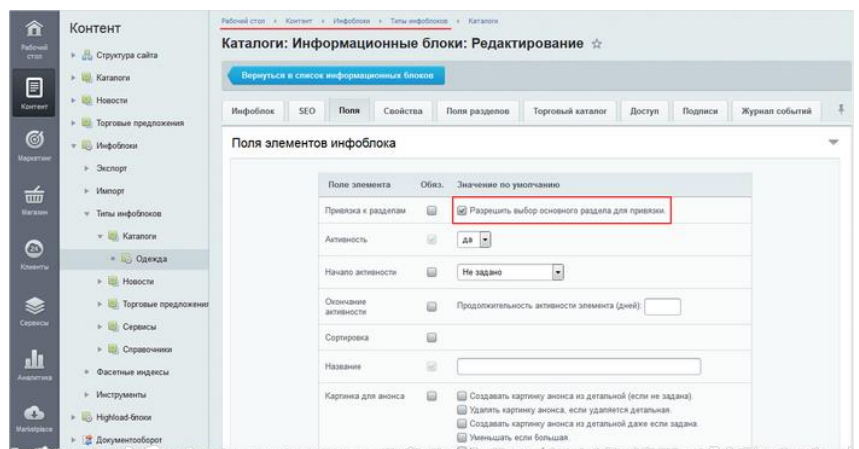 Рабочий стол
Контент
Маркетинг
Магазин
Клиенты
Сервисы
Аналитика
Marketplace
Контент
Структура сайта
Каталоги
Новости
Торговые предложения
Инфоблоки
Экспорт
Импорт
Типы инфоблоков
Каталоги
Одежда
Новости
Торговые предложения
Сервисы
Справочники
Фасетные индексы
Инструменты
Highload-блоки
Документооборот
Рабочий стол Контент Инфоблоки Типы инфоблоков Каталоги
Каталоги: Информационные блоки: Редактирование
Вернуться в список информационных блоков
Инфоблок SEO Поля Свойства Поля разделов Торговый каталог Доступ Подписи Журнал событий
Поля элементов инфоблока
Поле элемента Обяз. Значение по умолчанию
Привязка к разделам Разрешить выбор основного раздела для привязки.
Активность да
Начало активности Не задано
Окончание активности Продолжительность активности элемента (дней):
Сортировка
Название
Картинка для анонса Создавать картинку анонса из детальной (если не задана).
Удалять картинку анонса, если удаляется детальная.
Создавать картинку анонса из детальной даже если задана.
Уменьшать если большая.